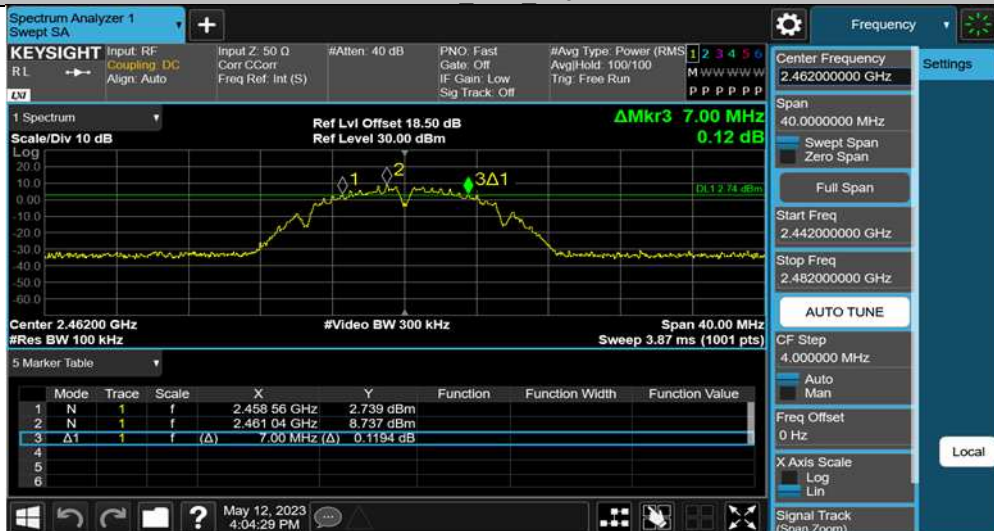 Spectrum Analyzer 1
Swept SA
+
Frequency
KEYSIGHT
RL
LXI
Input: RF
Coupling: DC
Align: Auto
Input Z: 50 Ω
Corr CCorr
Freq Ref: Int (S)
#Atten: 40 dB
PNO: Fast
Gate: Off
IF Gain: Low
Sig Track: Off
#Avg Type: Power (RMS
Avg|Hold: 100/100
Trig: Free Run
1 2 3 4 5 6
M W W W W W
P P P P P P
1 Spectrum
Scale/Div 10 dB
Ref Lvl Offset 18.50 dB
Ref Level 30.00 dBm
ΔMkr3 7.00 MHz
0.12 dB
Log
20.0
10.0
0.00
-10.0
-20.0
-30.0
-40.0
-50.0
-60.0
1
2
3Δ1
DL1 2.74 dBm
Center 2.46200 GHz
#Res BW 100 kHz
#Video BW 300 kHz
Span 40.00 MHz
Sweep 3.87 ms (1001 pts)
5 Marker Table
Mode Trace Scale X Y Function Function Width Function Value
1 N 1 f 2.458 56 GHz 2.739 dBm
2 N 1 f 2.461 04 GHz 8.737 dBm
3 Δ1 1 f (Δ) 7.00 MHz (Δ) 0.1194 dB
4
5
6
Center Frequency
2.462000000 GHz
Settings
Span
40.0000000 MHz
Swept Span
Zero Span
Full Span
Start Freq
2.442000000 GHz
Stop Freq
2.482000000 GHz
AUTO TUNE
CF Step
4.000000 MHz
Auto
Man
Freq Offset
0 Hz
X Axis Scale
Log
Lin
Local
Signal Track
(Span Zoom)
?
May 12, 2023
4:04:29 PM